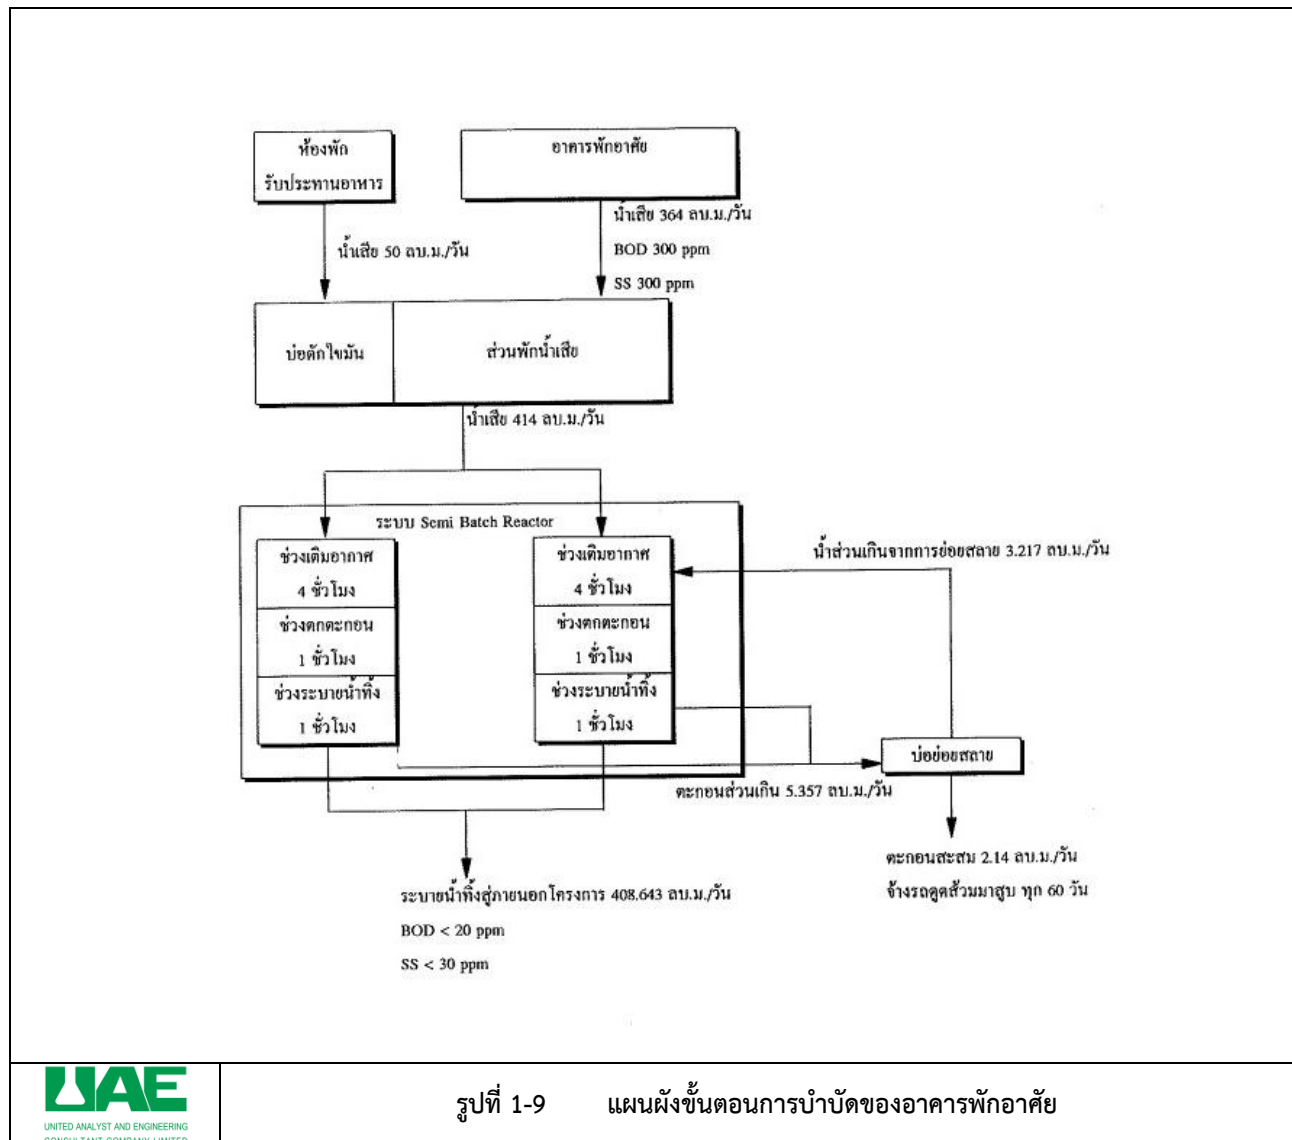 ห้องพัก
รับประทานอาหาร
อาคารพักอาศัย
น้ำเสีย 50 ลบ.ม./วัน
น้ำเสีย 364 ลบ.ม./วัน
BOD 300 ppm
SS 300 ppm
บ่อดักไขมัน
ส่วนพักน้ำเสีย
น้ำเสีย 414 ลบ.ม./วัน
ระบบ Semi Batch Reactor
ช่วงเติมอากาศ
4 ชั่วโมง
ช่วงตกตะกอน
1 ชั่วโมง
ช่วงระบายน้ำทิ้ง
1 ชั่วโมง
ช่วงเติมอากาศ
4 ชั่วโมง
ช่วงตกตะกอน
1 ชั่วโมง
ช่วงระบายน้ำทิ้ง
1 ชั่วโมง
น้ำส่วนเกินจากการย่อยสลาย 3.217 ลบ.ม./วัน
บ่อย่อยสลาย
ตะกอนส่วนเกิน 5.357 ลบ.ม./วัน
ตะกอนสะสม 2.14 ลบ.ม./วัน
จ้างรถดูดส้วมมาสูบ ทุก 60 วัน
ระบายน้ำทิ้งสู่ภายนอกโครงการ 408.643 ลบ.ม./วัน
BOD < 20 ppm
SS < 30 ppm
UAE
UNITED ANALYST AND ENGINEERING
CONSULTANT COMPANY LIMITED
รูปที่ 1-9 แผนผังขั้นตอนการบำบัดของอาคารพักอาศัย